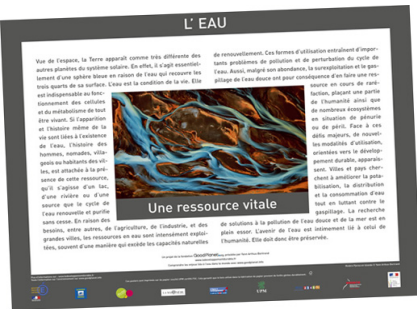 L' EAU
Vue de l'espace, la Terre apparaît comme très différente des
autres planètes du système solaire. En effet, il s'agit essentiel-
lement d'une sphère bleue en raison de l'eau qui recouvre les
trois quarts de sa surface. L'eau est la condition de la vie. Elle
est indispensable au fonc-
tionnement des cellules
et du métabolisme de tout
être vivant. Si l'apparition
et l'histoire même de la
vie sont liées à l'existence
de l'eau, l'histoire des
hommes, nomades, villa-
geois ou habitants des vil-
les, est attachée à la pré-
sence de cette ressource,
qu'il s'agisse d'un lac,
d'une rivière ou d'une
source que le cycle de
l'eau renouvelle et purifie
sans cesse. En raison des
besoins, entre autres, de l'agriculture, de l'industrie, et des
grandes villes, les ressources en eau sont intensément exploi-
tées, souvent d'une manière qui excède les capacités naturelles
de renouvellement. Ces formes d'utilisation entraînent d'impor-
tants problèmes de pollution et de perturbation du cycle de
l'eau. Aussi, malgré son abondance, la surexploitation et le gas-
pillage de l'eau douce ont pour conséquence d'en faire une res-
source en cours de raré-
faction, plaçant une partie
de l'humanité ainsi que
de nombreux écosystèmes
en situation de pénurie
ou de péril. Face à ces
défis majeurs, de nouvel-
les modalités d'utilisation,
orientées vers le dévelop-
pement durable, apparais-
sent. Villes et pays cher-
chent à améliorer la pota-
bilisation, la distribution
et la consommation d'eau
tout en luttant contre le
gaspillage. La recherche
de solutions à la pollution de l'eau douce et de la mer est en
plein essor. L'avenir de l'eau est intimement lié à celui de
l'humanité. Elle doit donc être préservée.
Une ressource vitale